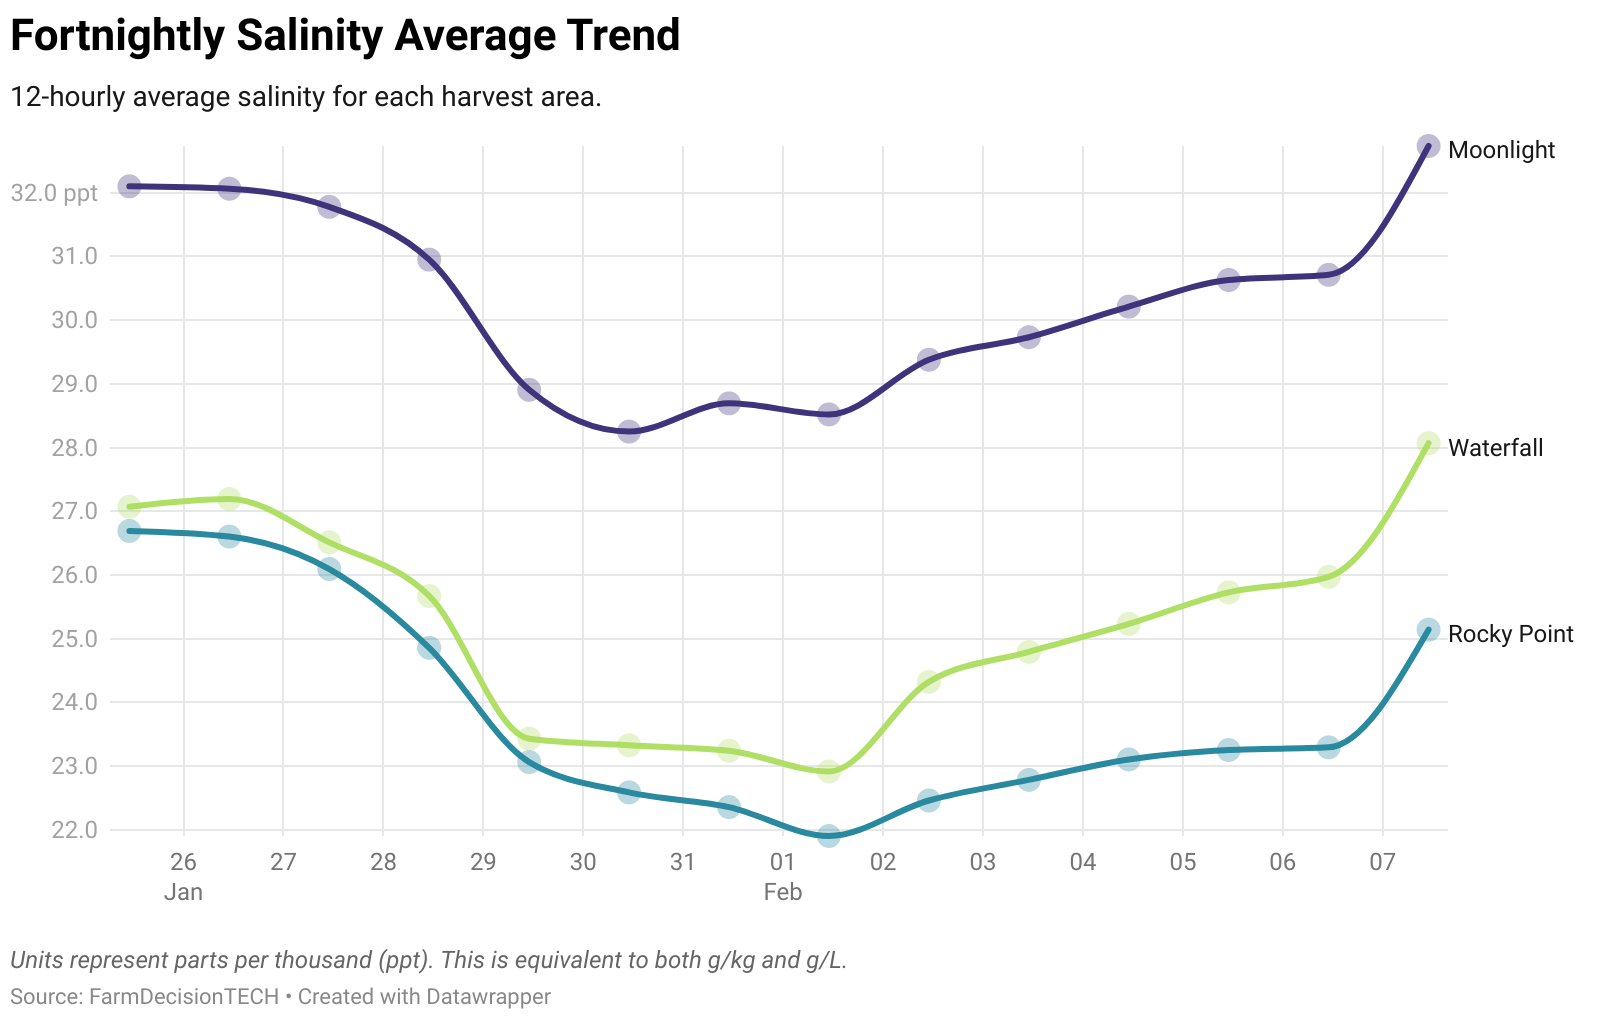 Fortnightly Salinity Average Trend
12-hourly average salinity for each harvest area.
Moonlight
32.0 ppt
31.0
30.0
29.0
28.0
Waterfall
27.0
26.0
25.0
Rocky Point
24.0
23.0
22.0
26 27 28 29 30 31 01 02 03 04 05 06 07
Jan Feb
Units represent parts per thousand (ppt). This is equivalent to both g/kg and g/L.
Source: FarmDecisionTECH • Created with Datawrapper